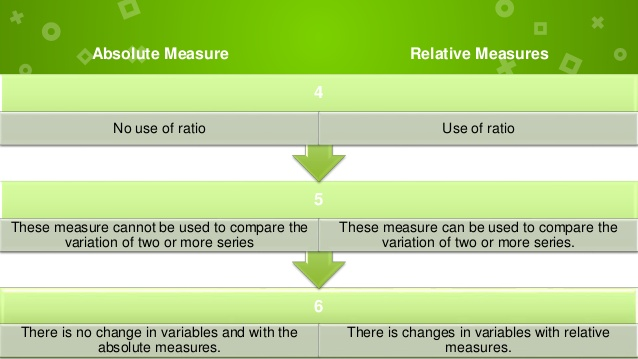 Absolute Measure
Relative Measures
4
No use of ratio
Use of ratio
5
These measure cannot be used to compare the
variation of two or more series
These measure can be used to compare the
variation of two or more series.
6
There is no change in variables and with the
absolute measures.
There is changes in variables with relative
measures.